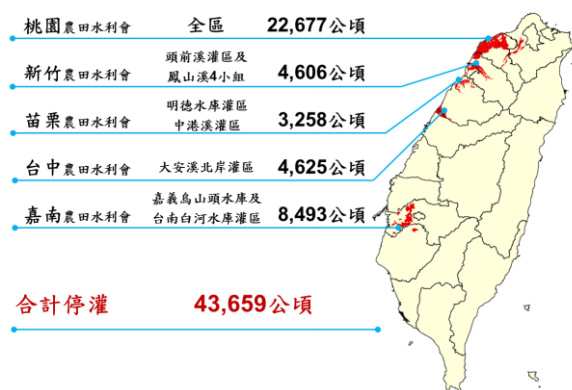 桃園農田水利會 全區 22,677公頃
新竹農田水利會 頭前溪灌區及
鳳山溪4小組 4,606公頃
苗栗農田水利會 明德水庫灌區
中港溪灌區 3,258公頃
台中農田水利會 大安溪北岸灌區 4,625公頃
嘉南農田水利會 嘉義烏山頭水庫及
台南白河水庫灌區 8,493公頃
合計停灌 43,659公頃